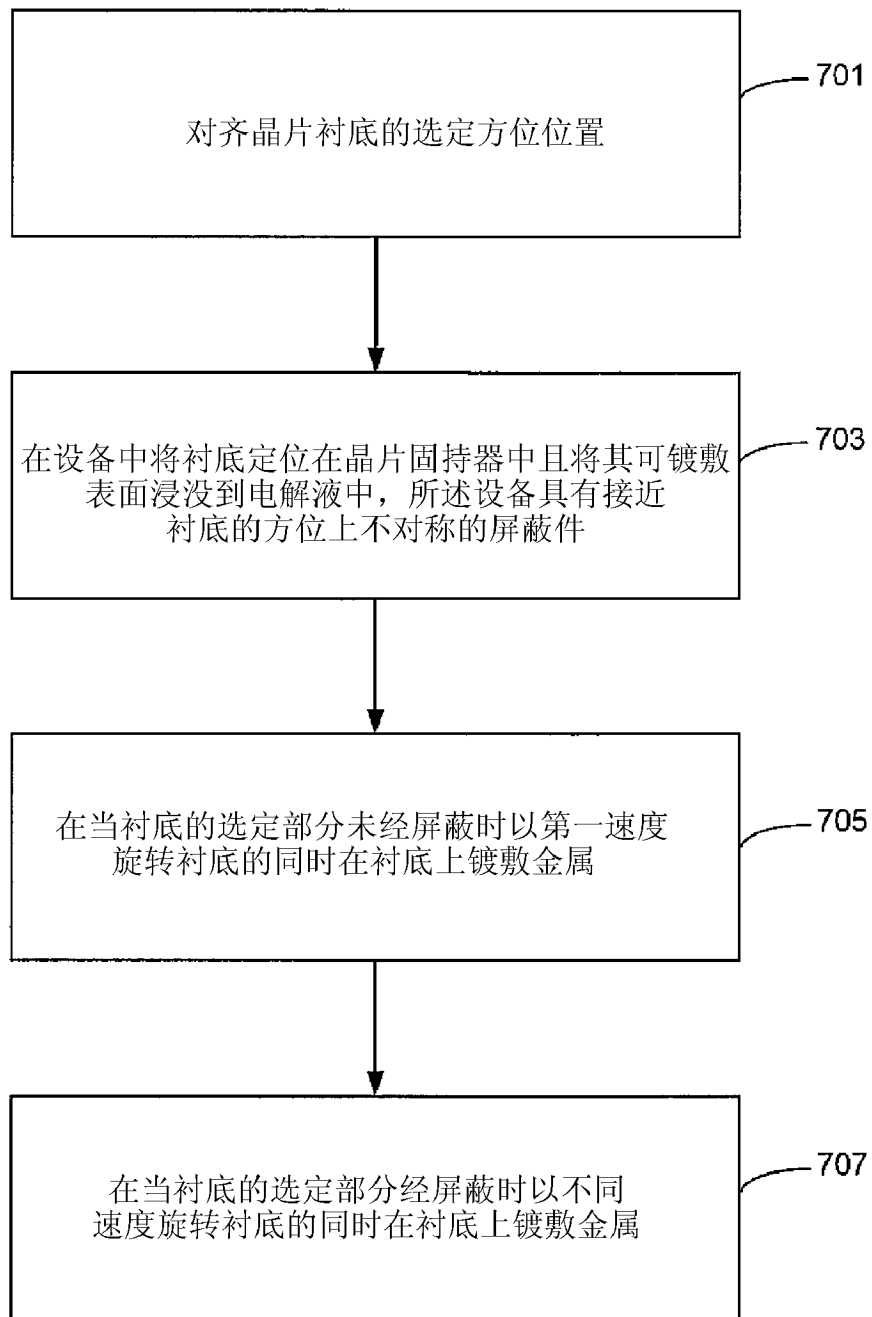 701
对齐晶片衬底的选定方位位置
703
在设备中将衬底定位在晶片固持器中且将其可镀敷
表面浸没到电解液中，所述设备具有接近
衬底的方位上不对称的屏蔽件
705
在当衬底的选定部分未经屏蔽时以第一速度
旋转衬底的同时在衬底上镀敷金属
707
在当衬底的选定部分经屏蔽时以不同
速度旋转衬底的同时在衬底上镀敷金属